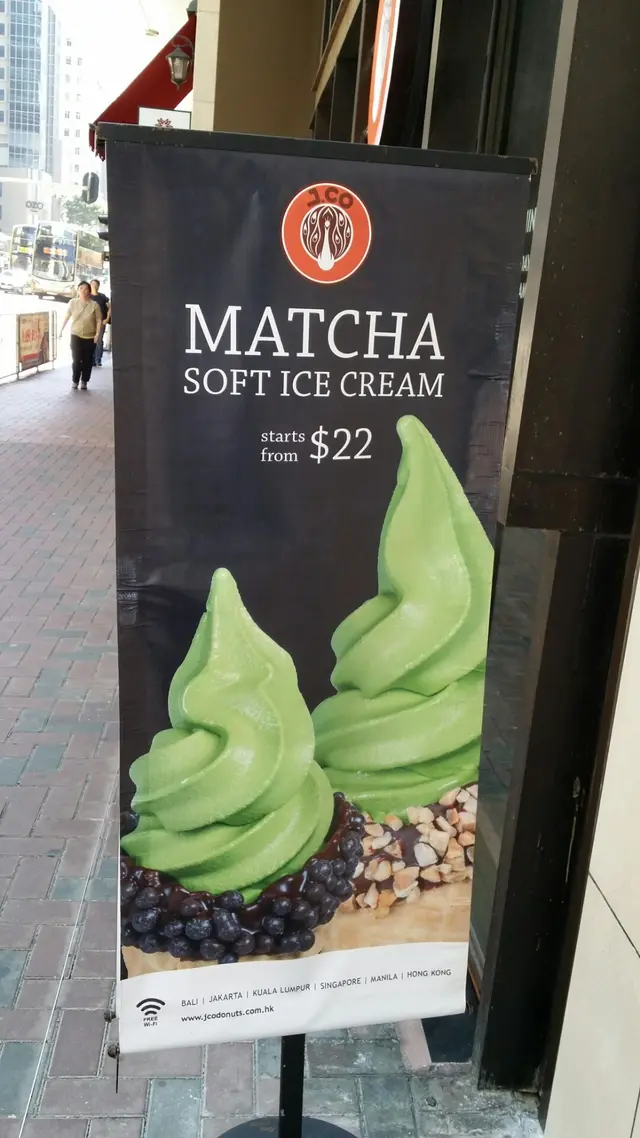 J.CO
MATCHA
SOFT ICE CREAM
starts
from $22
BALI | JAKARTA | KUALA LUMPUR | SINGAPORE | MANILA | HONG KONG
FREE
Wi-Fi
www.jcodonuts.com.hk
OZO